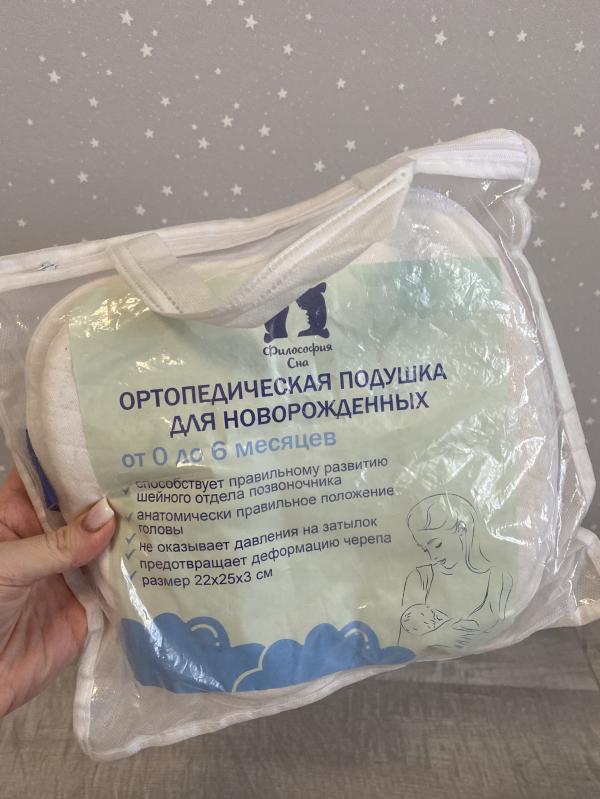 Философия
Сна
ОРТОПЕДИЧЕСКАЯ ПОДУШКА
ДЛЯ НОВОРОЖДЕННЫХ
от 0 до 6 месяцев
способствует правильному развитию
шейного отдела позвоночника
анатомически правильное положение
головы
не оказывает давления на затылок
предотвращает деформацию черепа
размер 22х25х3 см